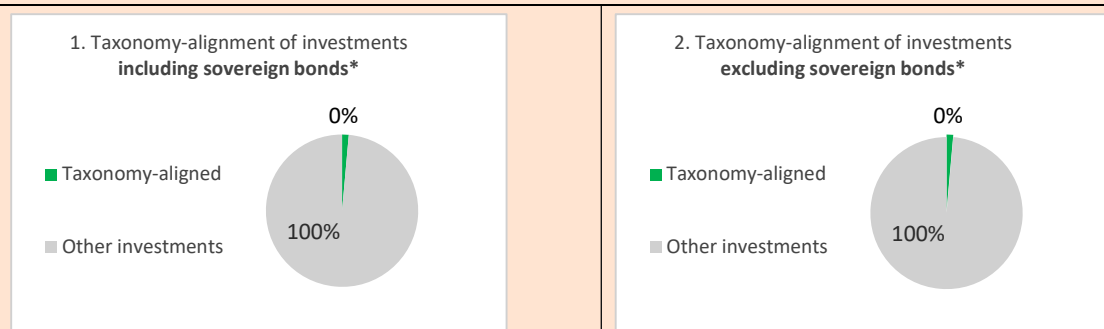 1. Taxonomy-alignment of investments
including sovereign bonds*
0%
Taxonomy-aligned
Other investments
100%
2. Taxonomy-alignment of investments
excluding sovereign bonds*
0%
Taxonomy-aligned
Other investments
100%